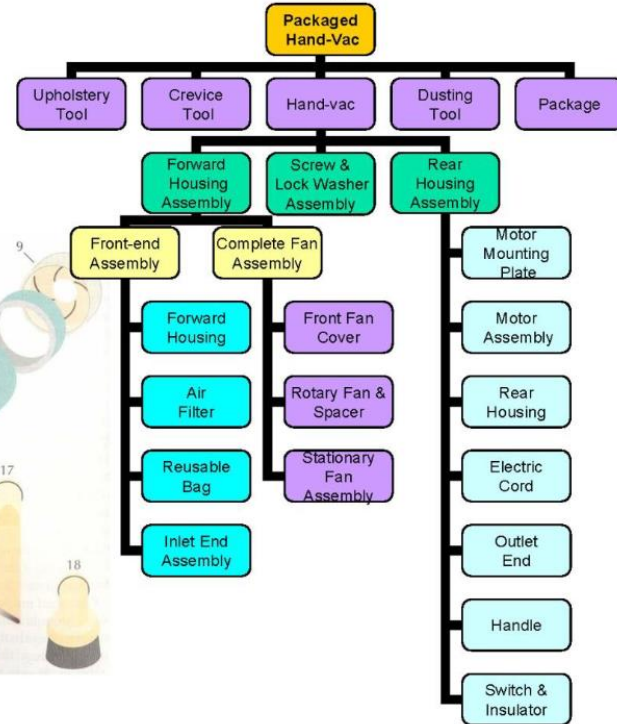 Packaged
Hand-Vac
Upholstery
Tool
Crevice
Tool
Hand-vac
Dusting
Tool
Package
Forward
Housing
Assembly
Screw &
Lock Washer
Assembly
Rear
Housing
Assembly
Front-end
Assembly
Complete Fan
Assembly
Motor
Mounting
Plate
9
Forward
Housing
Front Fan
Cover
Motor
Assembly
Air
Filter
Rotary Fan &
Spacer
Rear
Housing
17
Reusable
Bag
Stationary
Fan
Assembly
Electric
Cord
Inlet End
Assembly
Outlet
End
18
Handle
Switch &
Insulator